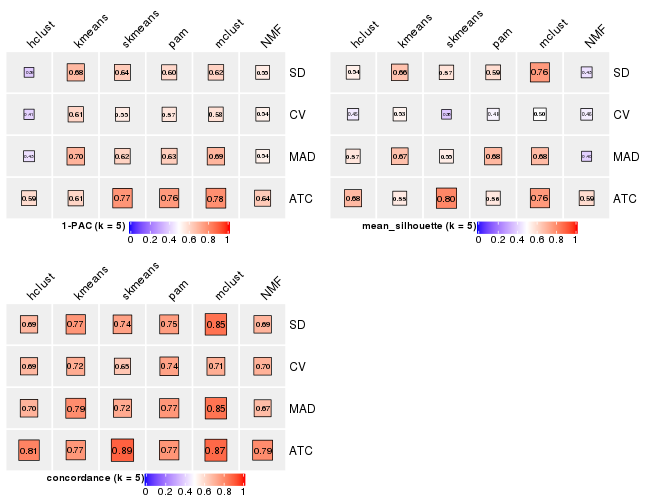 hclust kmeans skmeans pam mclust NMF
0.68 0.64 0.60 0.62 0.55 SD
0.61 0.55 0.57 0.58 0.54 CV
0.70 0.62 0.63 0.69 0.54 MAD
0.59 0.61 0.77 0.76 0.78 0.64 ATC
1-PAC (k = 5)
0 0.2 0.4 0.6 0.8 1
hclust kmeans skmeans pam mclust NMF
0.54 0.66 0.57 0.59 0.76 SD
0.53 0.50 CV
0.57 0.67 0.55 0.68 0.68 MAD
0.68 0.55 0.80 0.56 0.76 0.59 ATC
mean_silhouette (k = 5)
0 0.2 0.4 0.6 0.8 1
hclust kmeans skmeans pam mclust NMF
0.69 0.77 0.74 0.75 0.85 0.69 SD
0.69 0.72 0.65 0.74 0.71 0.70 CV
0.70 0.79 0.72 0.77 0.85 0.67 MAD
0.81 0.77 0.89 0.77 0.87 0.79 ATC
concordance (k = 5)
0 0.2 0.4 0.6 0.8 1